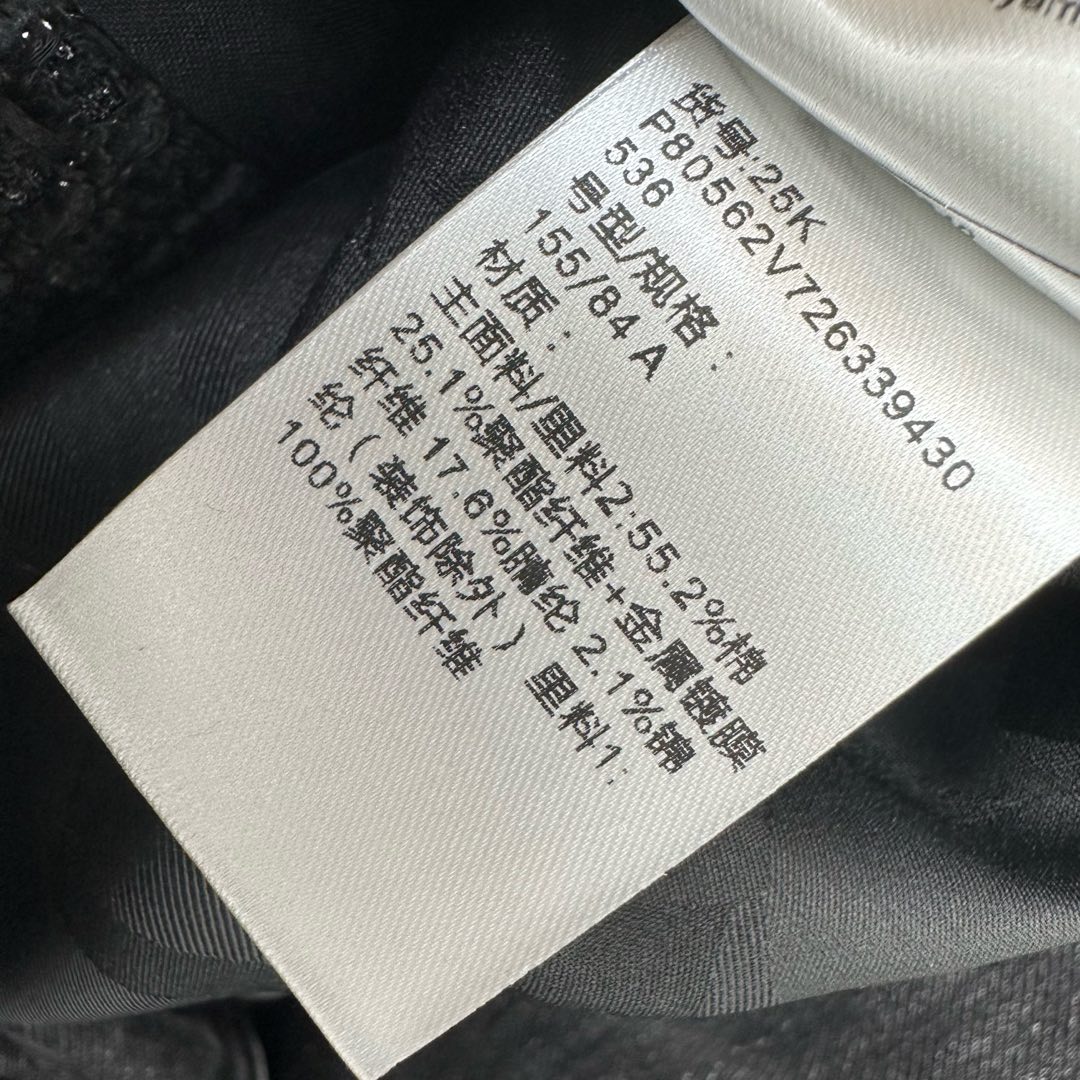 货号:25K
P80562V726339430
536
号型/规格:
155/84 A
材质:
主面料/里料2:55.2%棉
25.1%聚酯纤维+金属镀膜
纤维 17.6%腈纶 2.1%锦
纶（装饰除外）里料1:
100%聚酯纤维